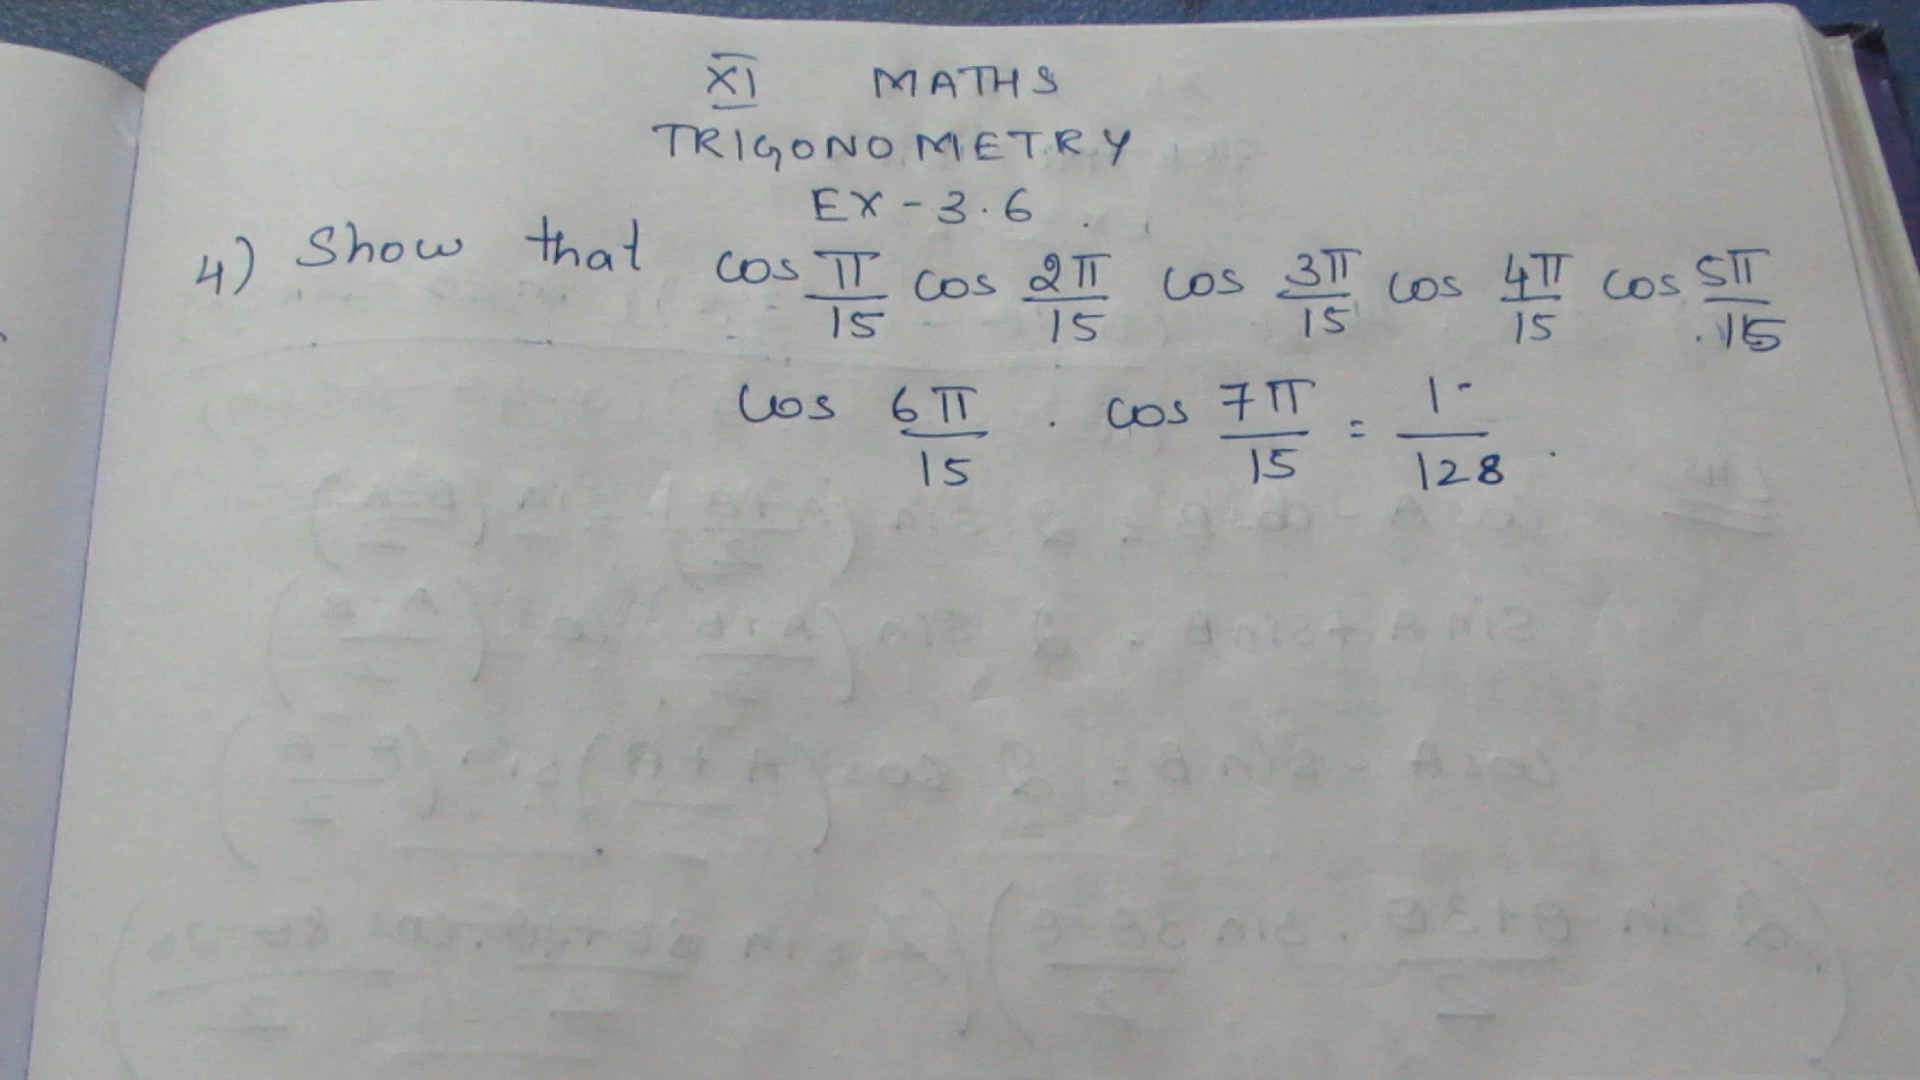 XI MATHS
TRIGONOMETRY
EX-3.6
4) Show that cos π/15 cos 2π/15 cos 3π/15 cos 4π/15 cos 5π/15
cos 6π/15 . cos 7π/15 = 1/128 .